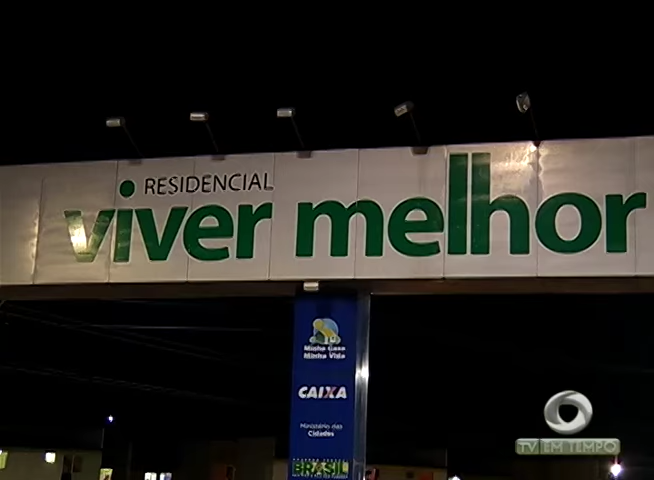 RESIDENCIAL
viver melhor
Minha Casa
Minha Vida
CAIXA
Ministério das
Cidades
BRASIL
TV EM TEMPO